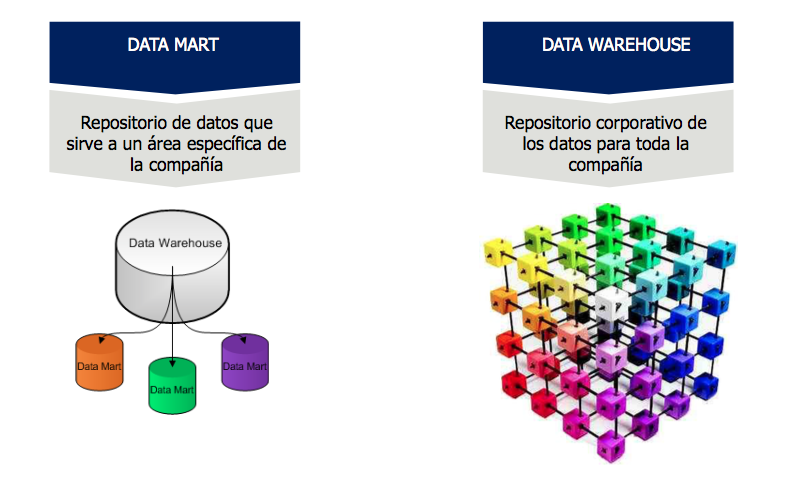 DATA MART
Repositorio de datos que
sirve a un área específica de
la compañía
Data Warehouse
Data Mart
Data Mart
Data Mart
DATA WAREHOUSE
Repositorio corporativo de
los datos para toda la
compañía